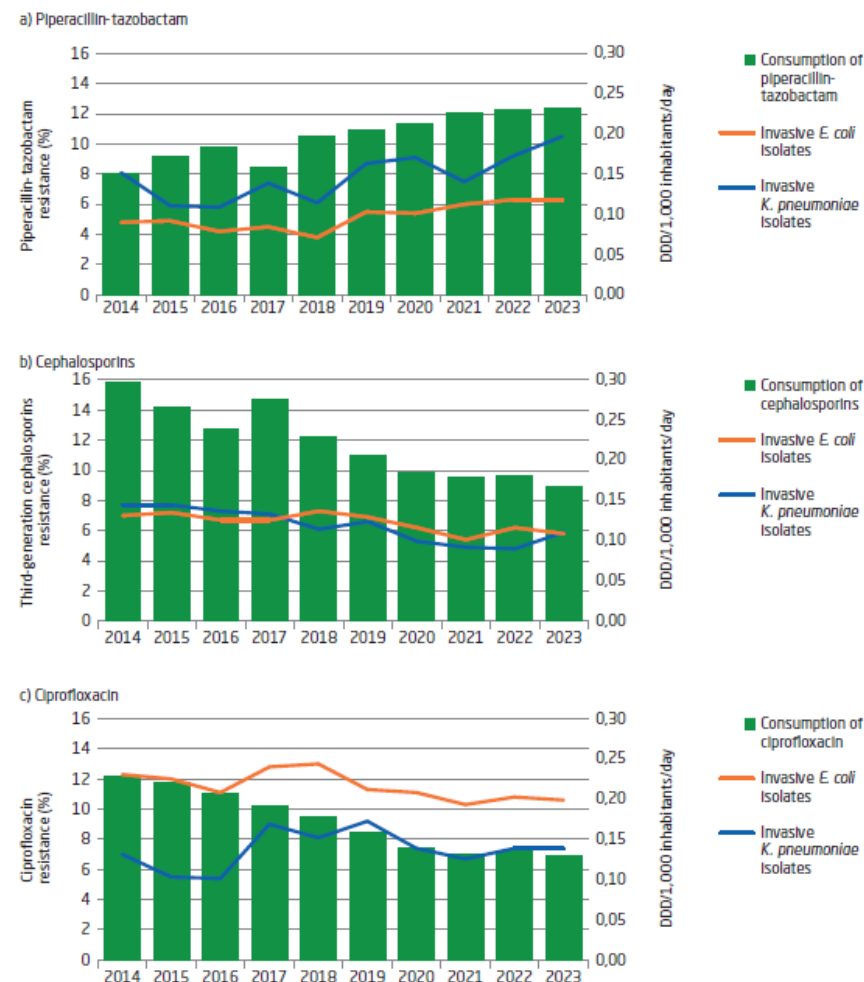 a) Piperacillin-tazobactam
Piperacillin-tazobactam
resistance (%)
16
14
12
10
8
6
4
2
0
2014 2015 2016 2017 2018 2019 2020 2021 2022 2023
0,30
0,25
0,20
0,15
0,10
0,05
0,00
DDD/1,000 inhabitants/day
Consumption of
piperacillin-
tazobactam
Invasive E. coli
isolates
Invasive
K. pneumoniae
isolates
b) Cephalosporins
Third-generation cephalosporins
resistance (%)
16
14
12
10
8
6
4
2
0
2014 2015 2016 2017 2018 2019 2020 2021 2022 2023
0,30
0,25
0,20
0,15
0,10
0,05
0,00
DDD/1,000 inhabitants/day
Consumption of
cephalosporins
Invasive E. coli
isolates
Invasive
K. pneumoniae
isolates
c) Ciprofloxacin
Ciprofloxacin
resistance (%)
16
14
12
10
8
6
4
2
0
2014 2015 2016 2017 2018 2019 2020 2021 2022 2023
0,30
0,25
0,20
0,15
0,10
0,05
0,00
DDD/1,000 inhabitants/day
Consumption of
ciprofloxacin
Invasive E. coli
isolates
Invasive
K. pneumoniae
isolates